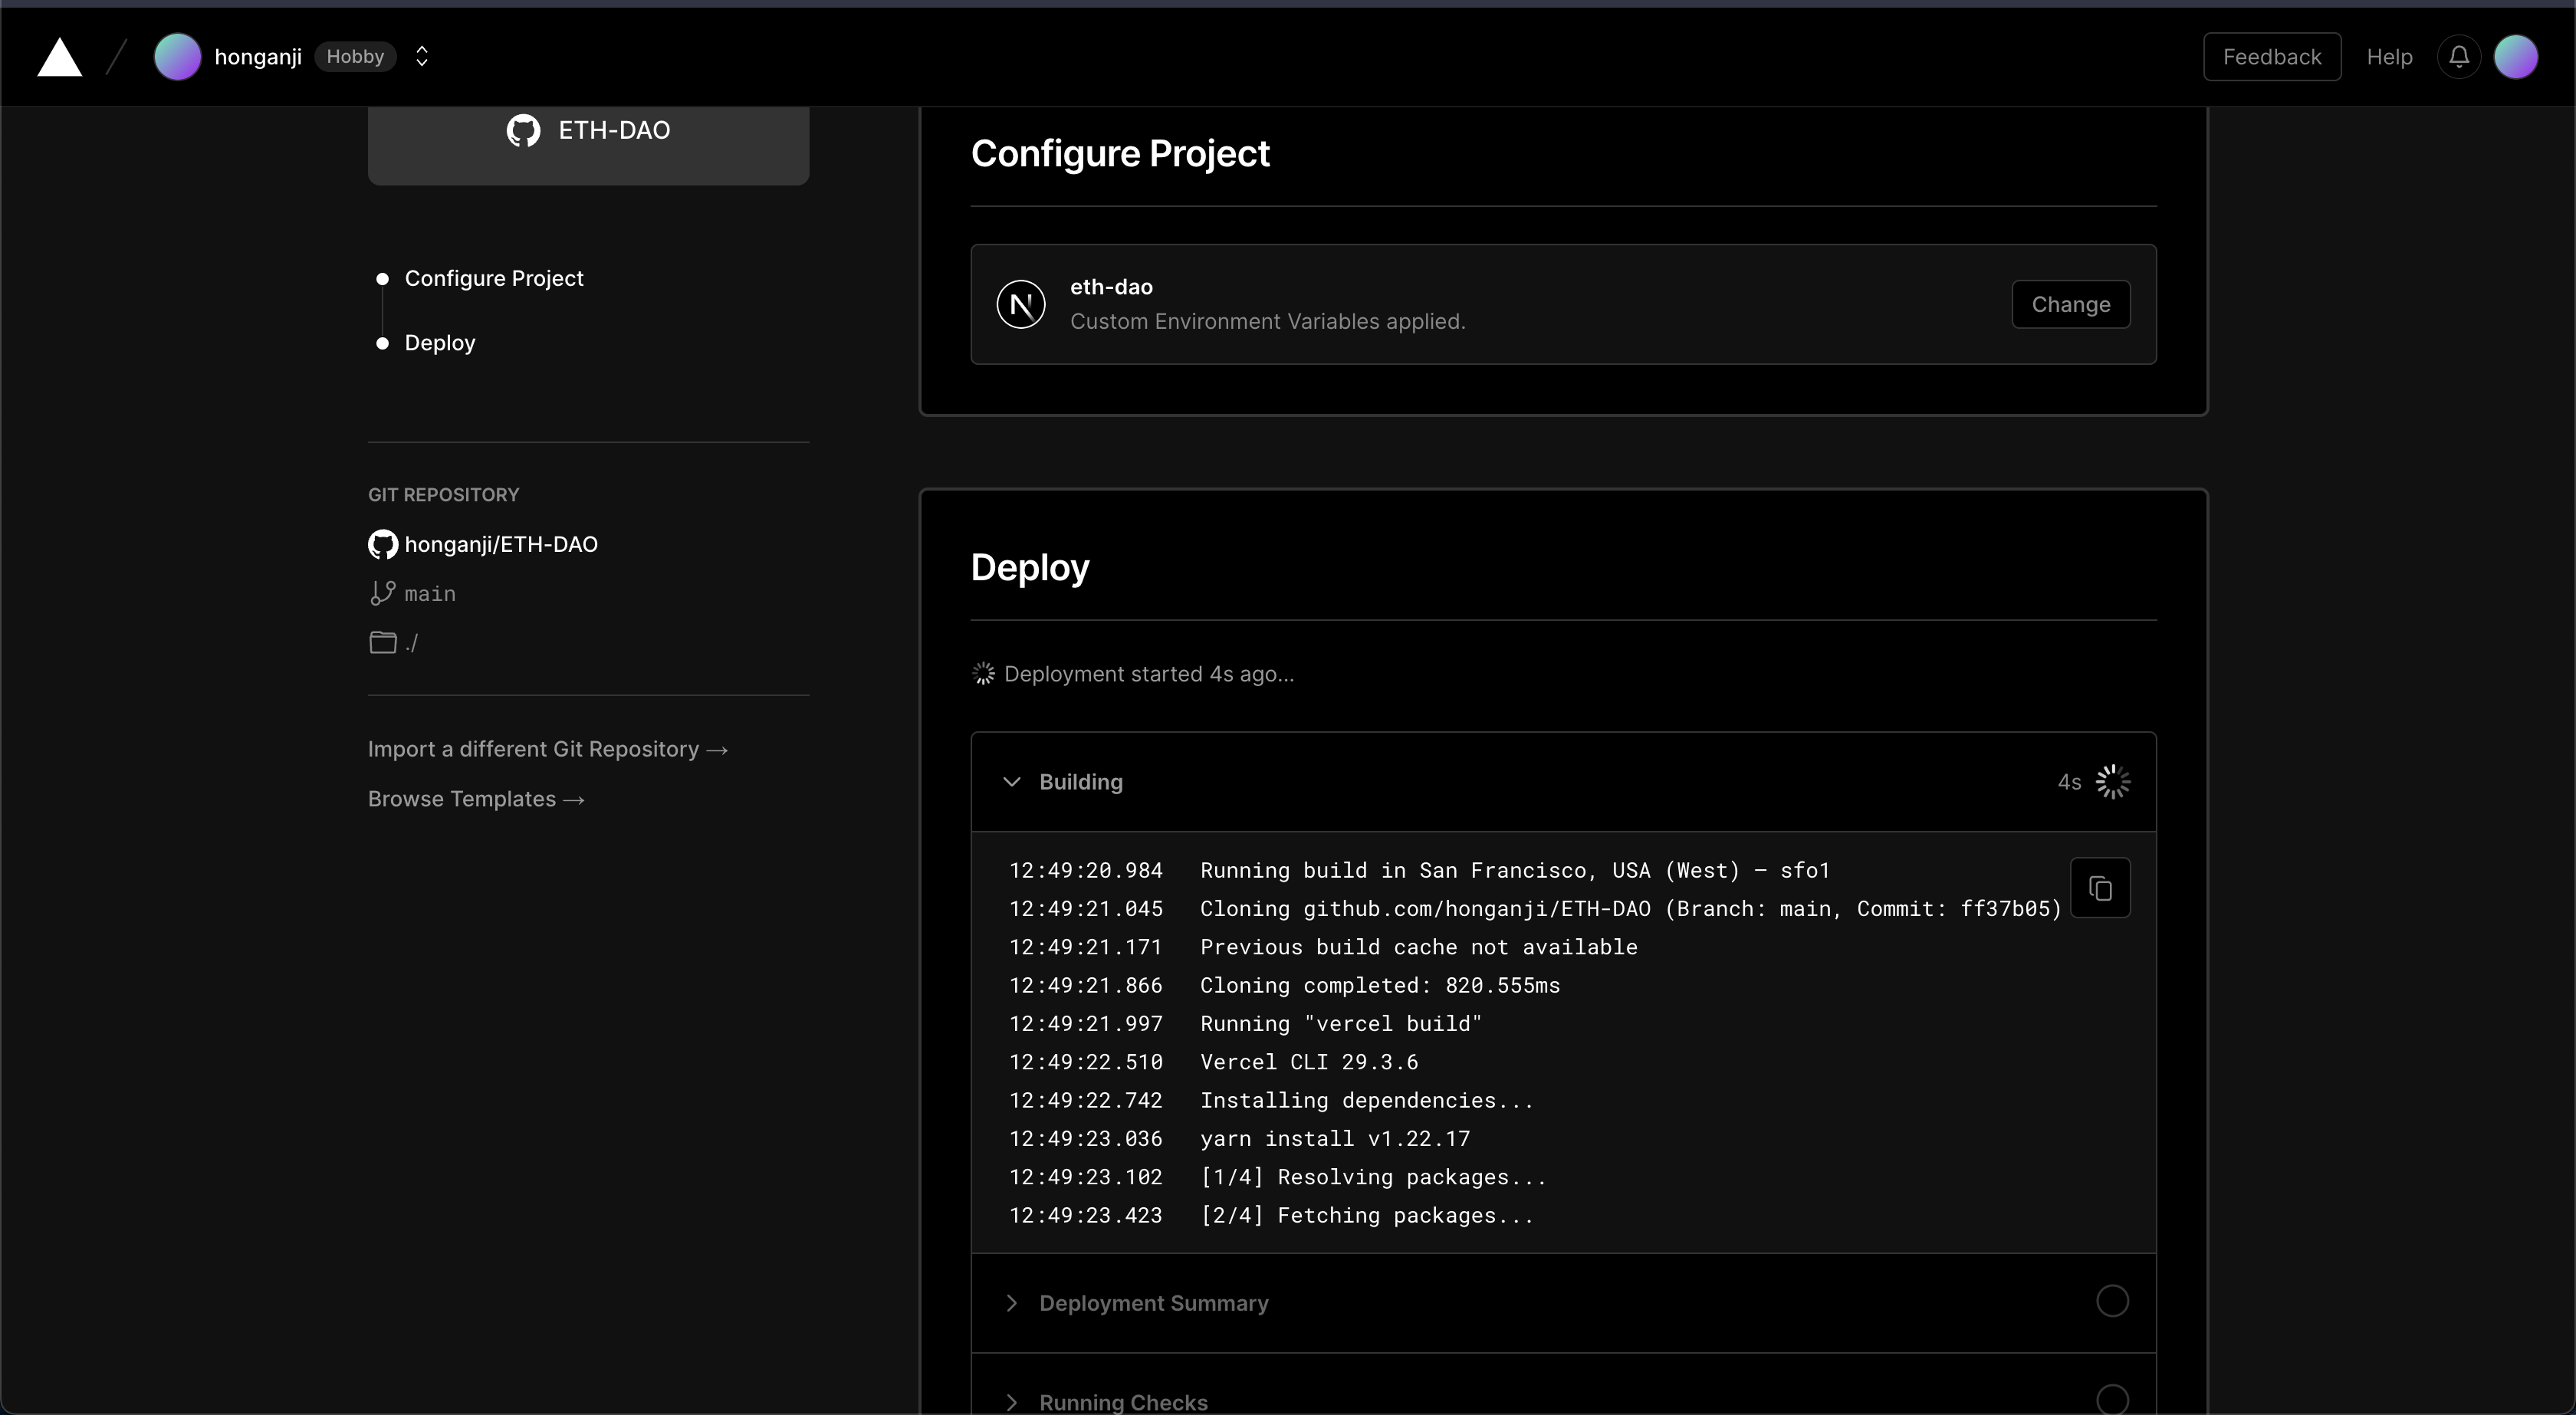 honganji Hobby
Feedback Help
ETH-DAO
Configure Project
Deploy
GIT REPOSITORY
honganji/ETH-DAO
main
./
Import a different Git Repository →
Browse Templates →
Configure Project
N
eth-dao
Custom Environment Variables applied.
Change
Deploy
Deployment started 4s ago...
Building 4s
12:49:20.984 Running build in San Francisco, USA (West) – sfo1
12:49:21.045 Cloning github.com/honganji/ETH-DAO (Branch: main, Commit: ff37b05)
12:49:21.171 Previous build cache not available
12:49:21.866 Cloning completed: 820.555ms
12:49:21.997 Running "vercel build"
12:49:22.510 Vercel CLI 29.3.6
12:49:22.742 Installing dependencies...
12:49:23.036 yarn install v1.22.17
12:49:23.102 [1/4] Resolving packages...
12:49:23.423 [2/4] Fetching packages...
Deployment Summary
Running Checks